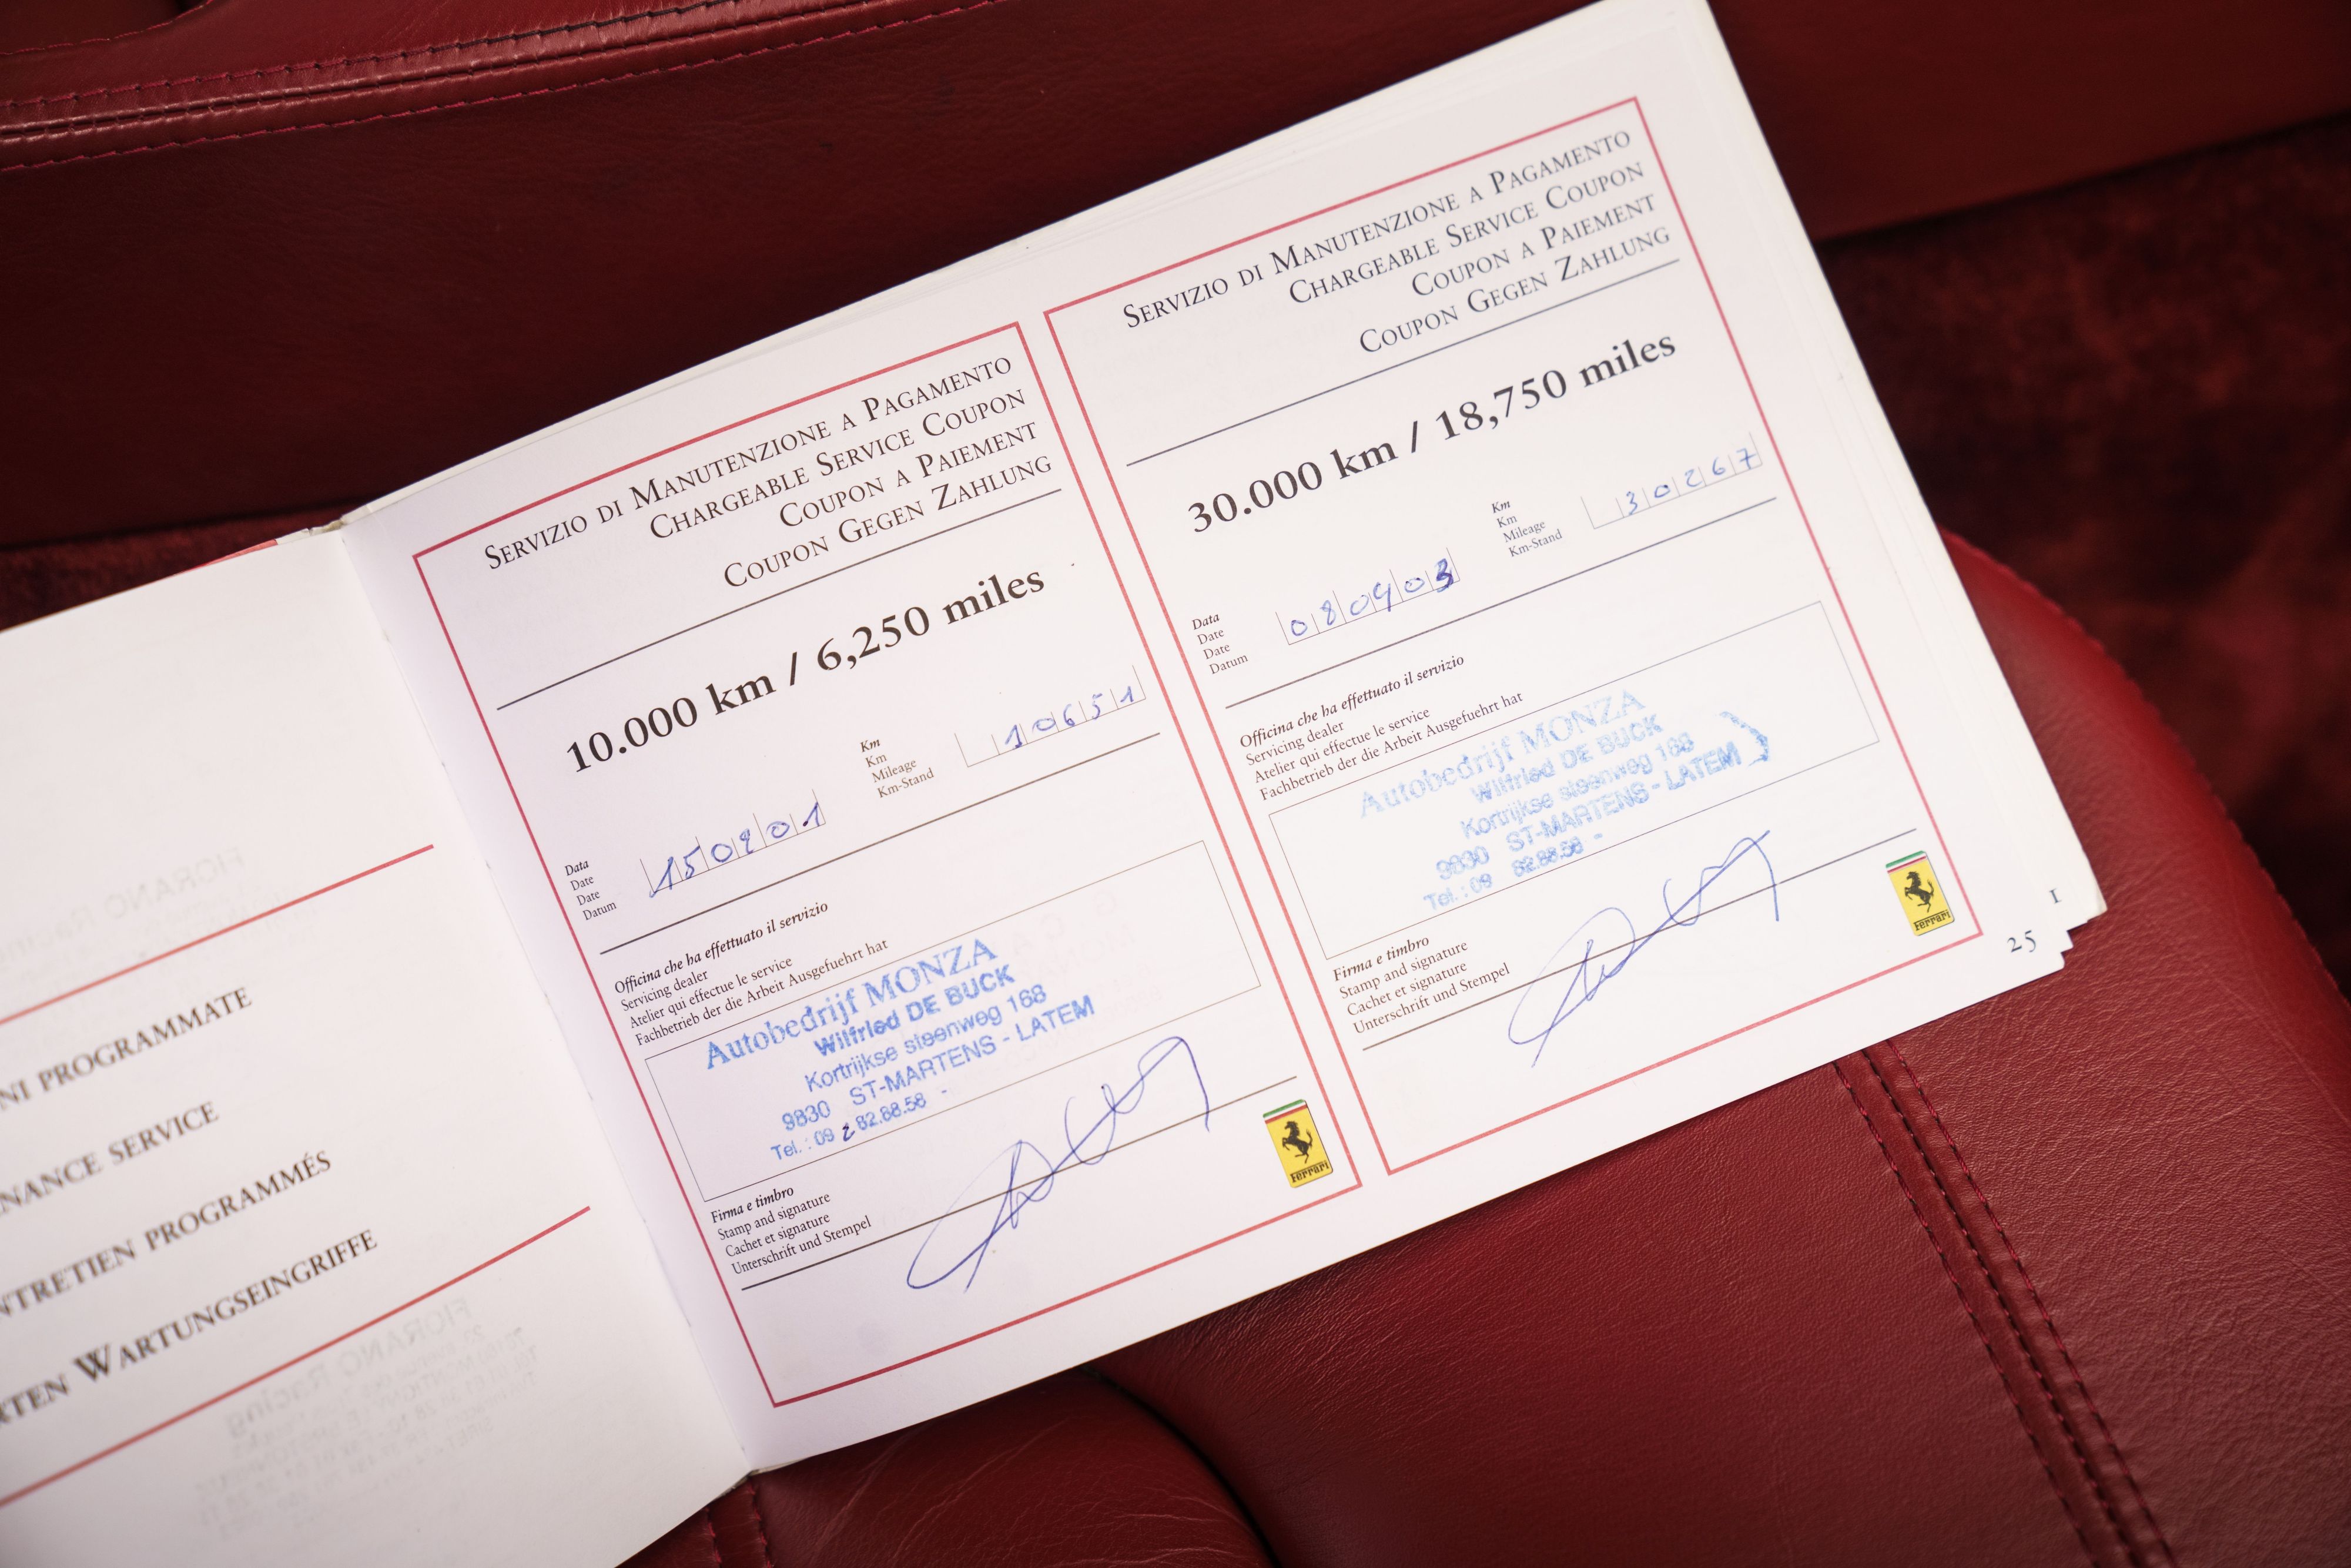 NI PROGRAMMATE
NANCE SERVICE
NTRETIEN PROGRAMMÉS
RTEN WARTUNGSEINGRIFFE
SERVIZIO DI MANUTENZIONE A PAGAMENTO
CHARGEABLE SERVICE COUPON
COUPON A PAIEMENT
COUPON GEGEN ZAHLUNG
10.000 km / 6,250 miles
Km
Km
Mileage
Km-Stand
10651
Data
Date
Date
Datum
Officina che ha effettuato il servizio
Servicing dealer
Atelier qui effectue le service
Fachbetrieb der die Arbeit Ausgefuehrt hat
Autobedrijf MONZA
Wilfried DE BUCK
Kortrijkse steenweg 168
9830 ST-MARTENS - LATEM
Tel. : 09 2 82.88.58 -
Firma e timbro
Stamp and signature
Cachet et signature
Unterschrift und Stempel
Ferrari
SERVIZIO DI MANUTENZIONE A PAGAMENTO
CHARGEABLE SERVICE COUPON
COUPON A PAIEMENT
COUPON GEGEN ZAHLUNG
30.000 km / 18,750 miles
Km
Km
Mileage
Km-Stand
30267
Data
Date
Date
Datum
Officina che ha effettuato il servizio
Servicing dealer
Atelier qui effectue le service
Fachbetrieb der die Arbeit Ausgefuehrt hat
Autobedrijf MONZA
Wilfried DE BUCK
Kortrijkse steenweg 168
9830 ST-MARTENS - LATEM
Tel. : 09 82.88.58 -
Firma e timbro
Stamp and signature
Cachet et signature
Unterschrift und Stempel
Ferrari
25
1